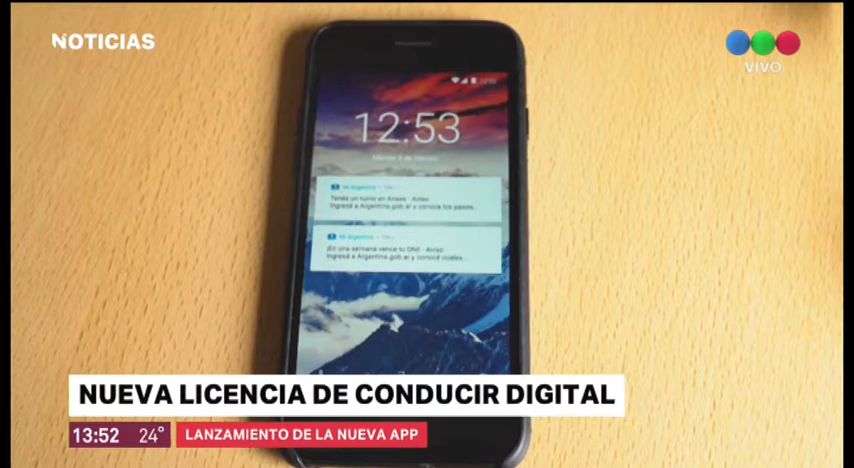 NOTICIAS
VIVO
12:53
Mi Argentina
Tenés un turno en Anses - Aviso
Ingresá a Argentina.gob.ar y conocé los pasos...
Mi Argentina
¡En una semana vence tu DNI! - Aviso
Ingresá a Argentina.gob.ar y conocé cuáles...
NUEVA LICENCIA DE CONDUCIR DIGITAL
13:52 24°
LANZAMIENTO DE LA NUEVA APP